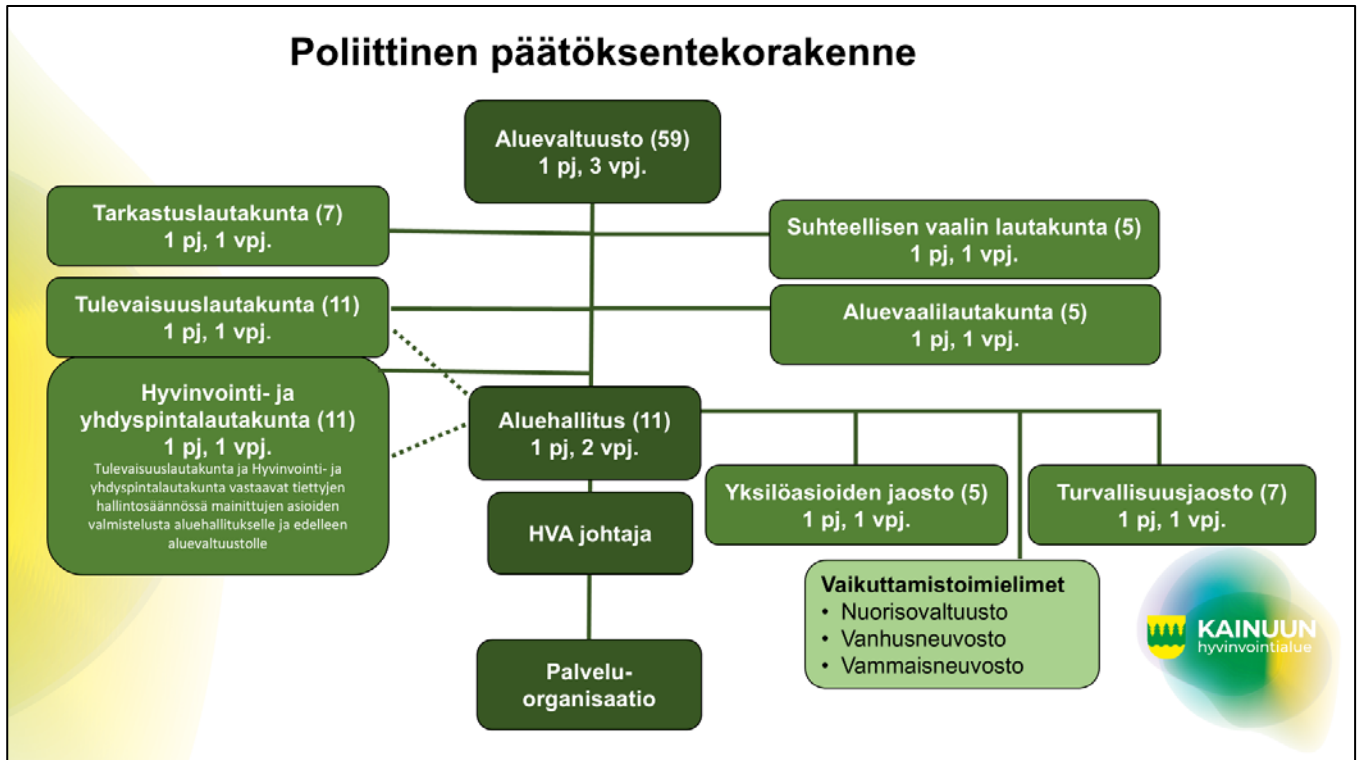 Poliittinen päätöksentekorakenne
Aluevaltuusto (59)
1 pj, 3 vpj.
Tarkastuslautakunta (7)
1 pj, 1 vpj.
Suhteellisen vaalin lautakunta (5)
1 pj, 1 vpj.
Tulevaisuuslautakunta (11)
1 pj, 1 vpj.
Aluevaalilautakunta (5)
1 pj, 1 vpj.
Hyvinvointi- ja
yhdyspintalautakunta (11)
1 pj, 1 vpj.
Tulevaisuuslautakunta ja Hyvinvointi- ja
yhdyspintalautakunta vastaavat tiettyjen
hallintosäännössä mainittujen asioiden
valmistelusta aluehallitukselle ja edelleen
aluevaltuustolle
Aluehallitus (11)
1 pj, 2 vpj.
Yksilöasioiden jaosto (5)
1 pj, 1 vpj.
Turvallisuusjaosto (7)
1 pj, 1 vpj.
HVA johtaja
Vaikuttamistoimielimet
• Nuorisovaltuusto
• Vanhusneuvosto
• Vammaisneuvosto
Palvelu-
organisaatio
KAINUUN
hyvinvointialue